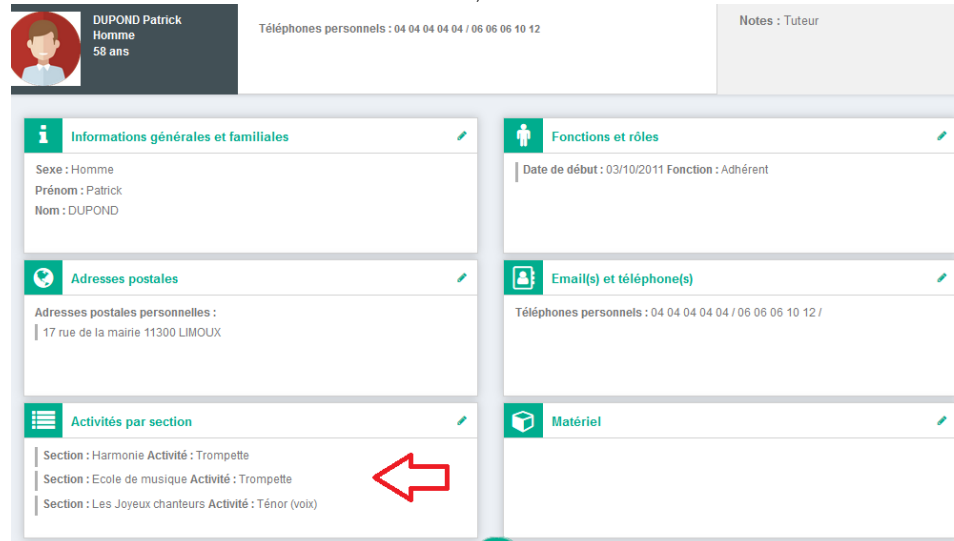 DUPOND Patrick
Homme
58 ans
Téléphones personnels : 04 04 04 04 04 / 06 06 06 10 12
Notes : Tuteur
Informations générales et familiales
Sexe : Homme
Prénom : Patrick
Nom : DUPOND
Fonctions et rôles
Date de début : 03/10/2011 Fonction : Adhérent
Adresses postales
Adresses postales personnelles :
17 rue de la mairie 11300 LIMOUX
Email(s) et téléphone(s)
Téléphones personnels : 04 04 04 04 04 / 06 06 06 10 12 /
Activités par section
Section : Harmonie Activité : Trompette
Section : Ecole de musique Activité : Trompette
Section : Les Joyeux chanteurs Activité : Ténor (voix)
Matériel